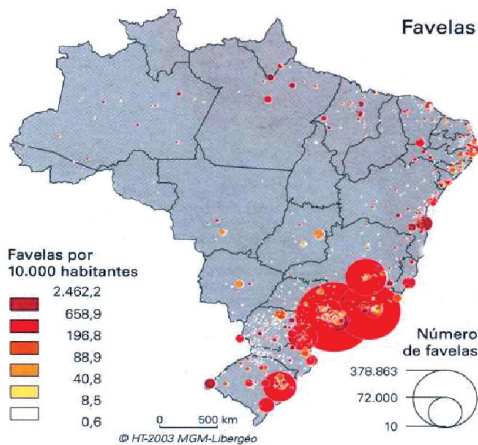 Favelas
Favelas por
10.000 habitantes
2.462,2
658,9
196,8
88,9
40,8
8,5
0,6
0 500 km
© HT-2003 MGM-Libergéo
Número
de favelas
378.863
72.000
10